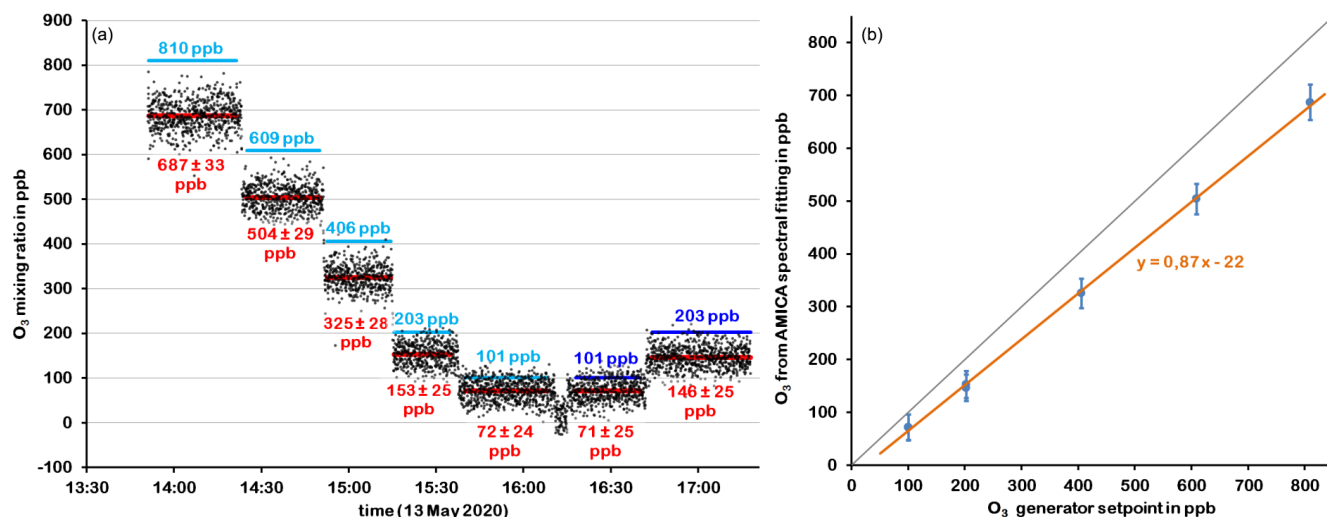 (a)
900
800
700
600
500
400
300
200
100
0
-100
O₃ mixing ratio in ppb
810 ppb
687 ± 33
ppb
609 ppb
504 ± 29
ppb
406 ppb
325 ± 28
ppb
203 ppb
153 ± 25
ppb
101 ppb
72 ± 24
ppb
101 ppb
71 ± 25
ppb
203 ppb
146 ± 25
ppb
13:30 14:00 14:30 15:00 15:30 16:00 16:30 17:00
time (13 May 2020)
(b)
800
700
600
500
400
300
200
100
0
O₃ from AMICA spectral fitting in ppb
y = 0,87x - 22
0 100 200 300 400 500 600 700 800
O₃ generator setpoint in ppb